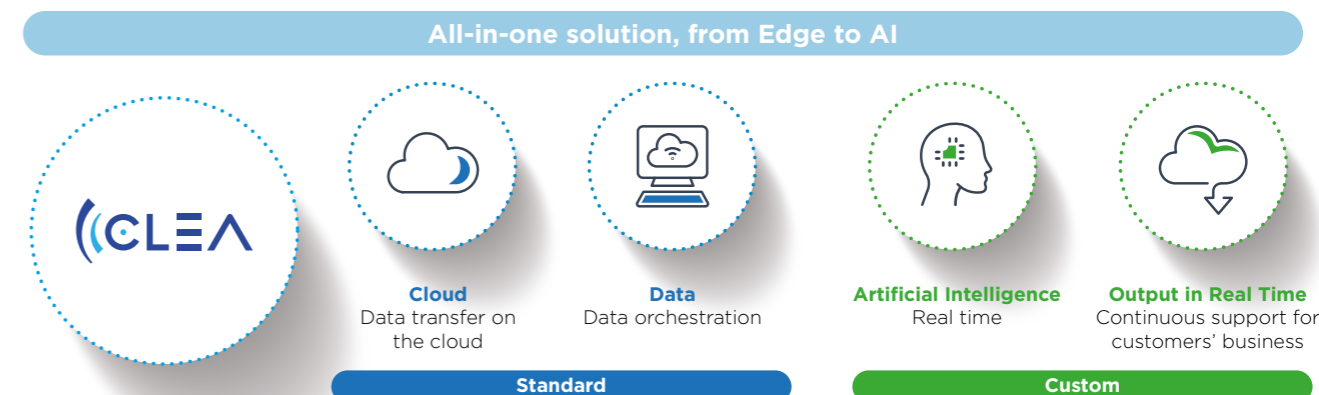 All-in-one solution, from Edge to AI
CLEA
Cloud
Data transfer on
the cloud
Data
Data orchestration
Artificial Intelligence
Real time
Output in Real Time
Continuous support for
customers’ business
Standard
Custom